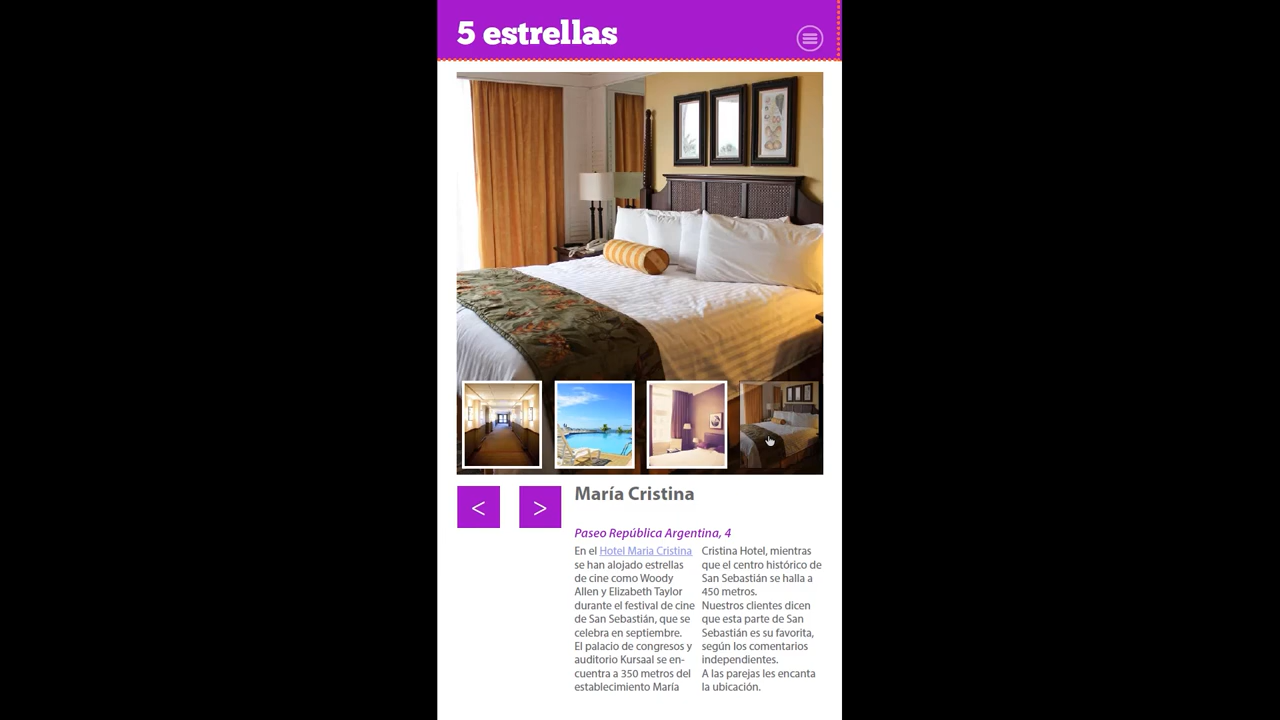 5 estrellas
< >
María Cristina
Paseo República Argentina, 4
En el Hotel Maria Cristina
se han alojado estrellas
de cine como Woody
Allen y Elizabeth Taylor
durante el festival de cine
de San Sebastián, que se
celebra en septiembre.
El palacio de congresos y
auditorio Kursaal se en-
cuentra a 350 metros del
establecimiento María
Cristina Hotel, mientras
que el centro histórico de
San Sebastián se halla a
450 metros.
Nuestros clientes dicen
que esta parte de San
Sebastián es su favorita,
según los comentarios
independientes.
A las parejas les encanta
la ubicación.